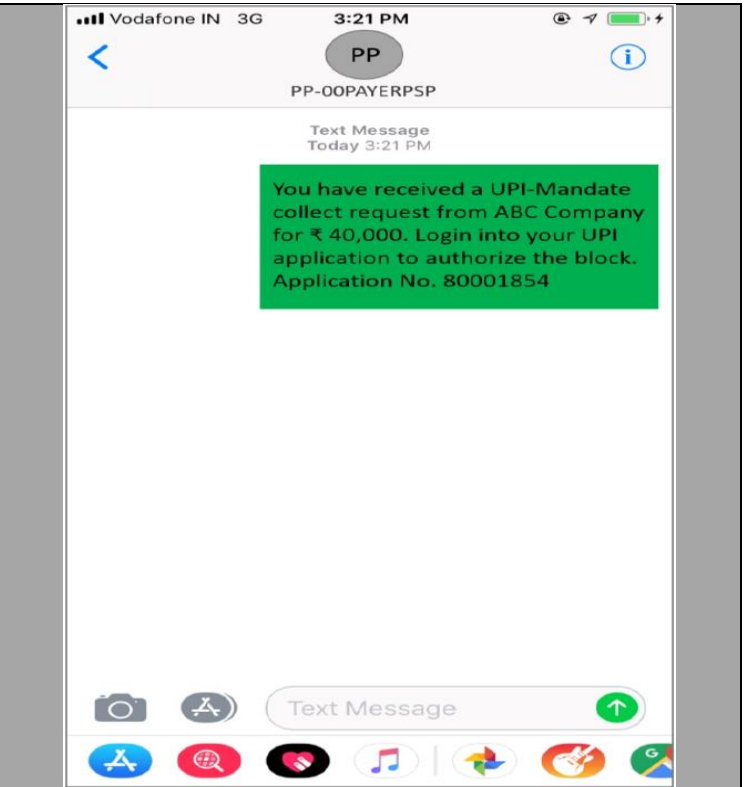 Vodafone IN 3G 3:21 PM
PP
PP-OOPAYERPSP
Text Message
Today 3:21 PM
You have received a UPI-Mandate
collect request from ABC Company
for ₹ 40,000. Login into your UPI
application to authorize the block.
Application No. 80001854
Text Message